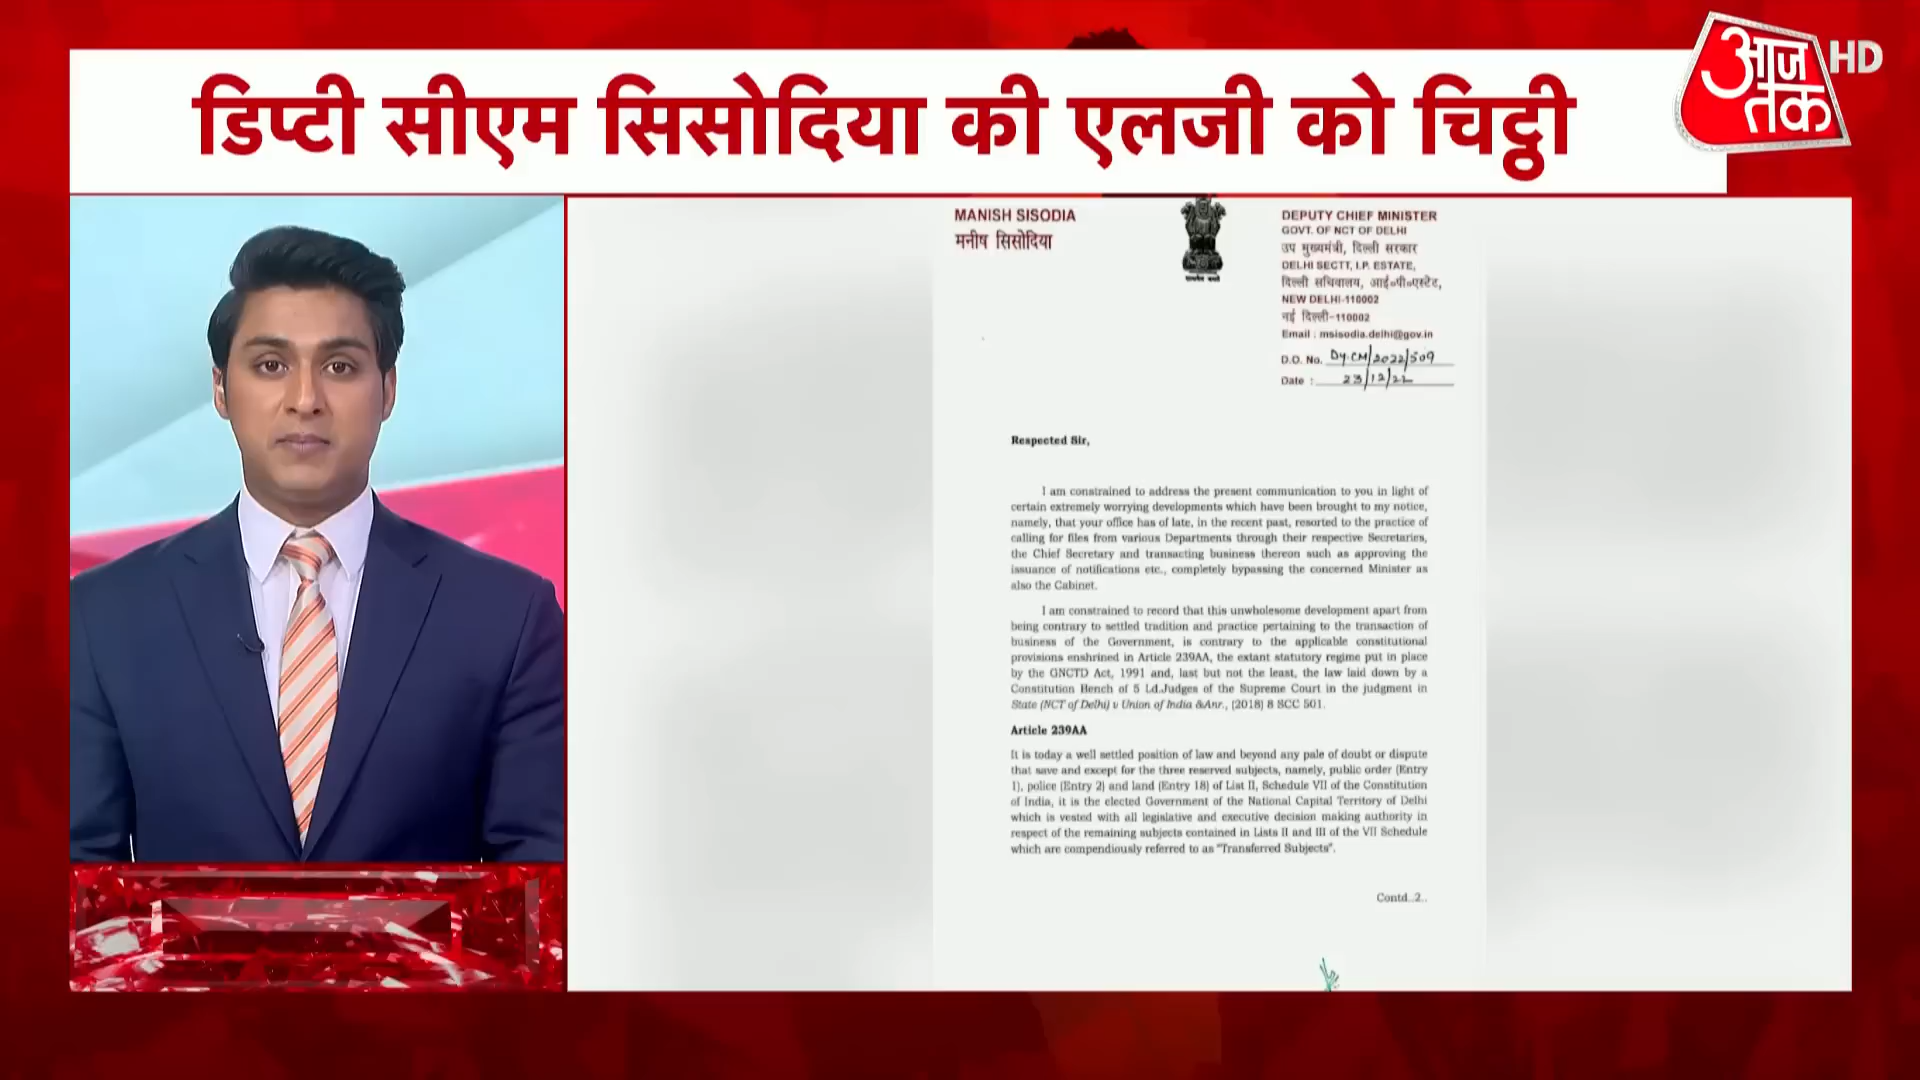 डिप्टी सीएम सिसोदिया की एलजी को चिट्ठी
आज
तक
HD
MANISH SISODIA
मनीष सिसोदिया
DEPUTY CHIEF MINISTER
GOVT. OF NCT OF DELHI
उप मुख्यमंत्री, दिल्ली सरकार
DELHI SECTT, I.P. ESTATE,
दिल्ली सचिवालय, आई०पी०एस्टेट,
NEW DELHI-110002
नई दिल्ली-110002
Email : msisodia.delhi@gov.in
D.O. No. Dy.CM/2022/509
Date : 23/12/22
Respected Sir,
I am constrained to address the present communication to you in light of
certain extremely worrying developments which have been brought to my notice,
namely, that your office has of late, in the recent past, resorted to the practice of
calling for files from various Departments through their respective Secretaries,
the Chief Secretary and transacting business thereon such as approving the
issuance of notifications etc., completely bypassing the concerned Minister as
also the Cabinet.
I am constrained to record that this unwholesome development apart from
being contrary to settled tradition and practice pertaining to the transaction of
business of the Government, is contrary to the applicable constitutional
provisions enshrined in Article 239AA, the extant statutory regime put in place
by the GNCTD Act, 1991 and, last but not the least, the law laid down by a
Constitution Bench of 5 Ld.Judges of the Supreme Court in the judgment in
State (NCT of Delhi) v Union of India &Anr., (2018) 8 SCC 501.
Article 239AA
It is today a well settled position of law and beyond any pale of doubt or dispute
that save and except for the three reserved subjects, namely, public order (Entry
1), police (Entry 2) and land (Entry 18) of List II, Schedule VII of the Constitution
of India, it is the elected Government of the National Capital Territory of Delhi
which is vested with all legislative and executive decision making authority in
respect of the remaining subjects contained in Lists II and III of the VII Schedule
which are compendiously referred to as "Transferred Subjects".
Contd..2..